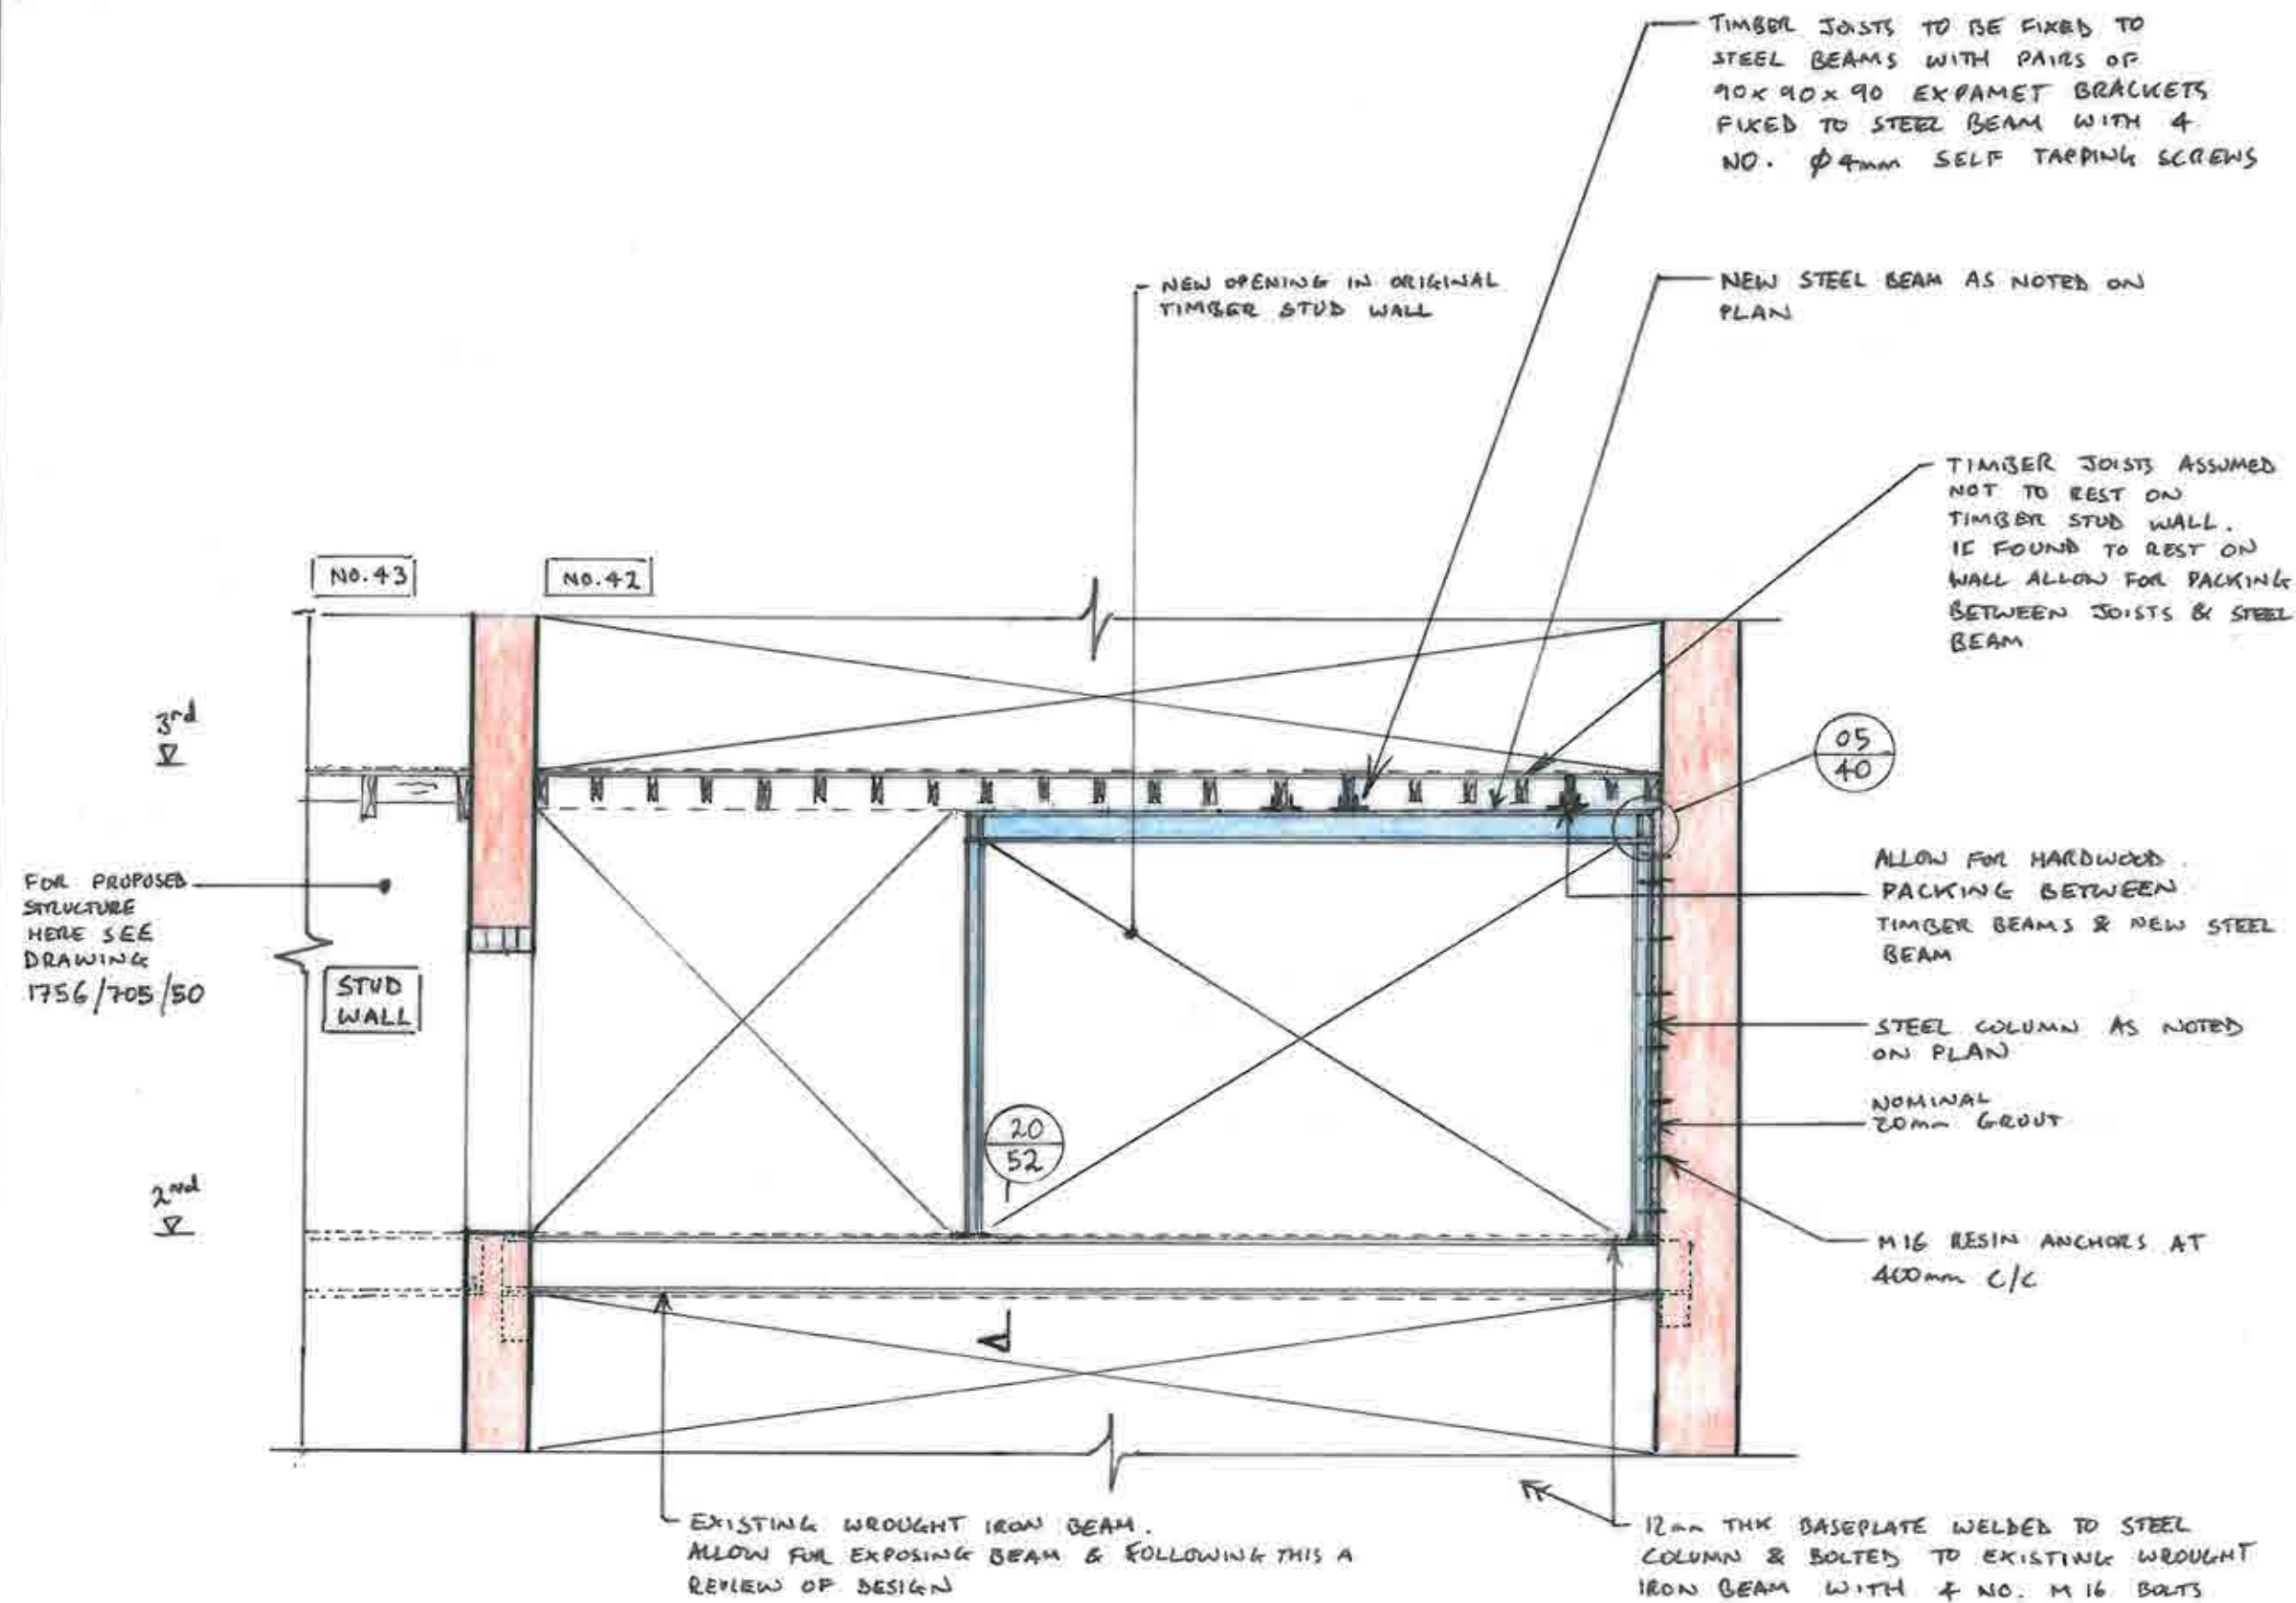 TIMBER JOISTS TO BE FIXED TO
STEEL BEAMS WITH PAIRS OF
90x90x90 EXPAMET BRACKETS
FIXED TO STEEL BEAM WITH 4
NO. φ4mm SELF TAPPING SCREWS
NEW OPENING IN ORIGINAL
TIMBER STUD WALL
NEW STEEL BEAM AS NOTED ON
PLAN
TIMBER JOISTS ASSUMED
NOT TO REST ON
TIMBER STUD WALL.
IF FOUND TO REST ON
WALL ALLOW FOR PACKING
BETWEEN JOISTS & STEEL
BEAM
NO.43
NO.42
3rd
05
40
FOR PROPOSED
STRUCTURE
HERE SEE
DRAWING
1756/705/50
STUD
WALL
ALLOW FOR HARDWOOD
PACKING BETWEEN
TIMBER BEAMS & NEW STEEL
BEAM
STEEL COLUMN AS NOTED
ON PLAN
NOMINAL
20mm GROUT
20
52
2nd
M16 RESIN ANCHORS AT
400mm C/C
EXISTING WROUGHT IRON BEAM.
ALLOW FOR EXPOSING BEAM & FOLLOWING THIS A
REVIEW OF DESIGN
12mm THK BASEPLATE WELDED TO STEEL
COLUMN & BOLTED TO EXISTING WROUGHT
IRON BEAM WITH 4 NO. M16 BOLTS